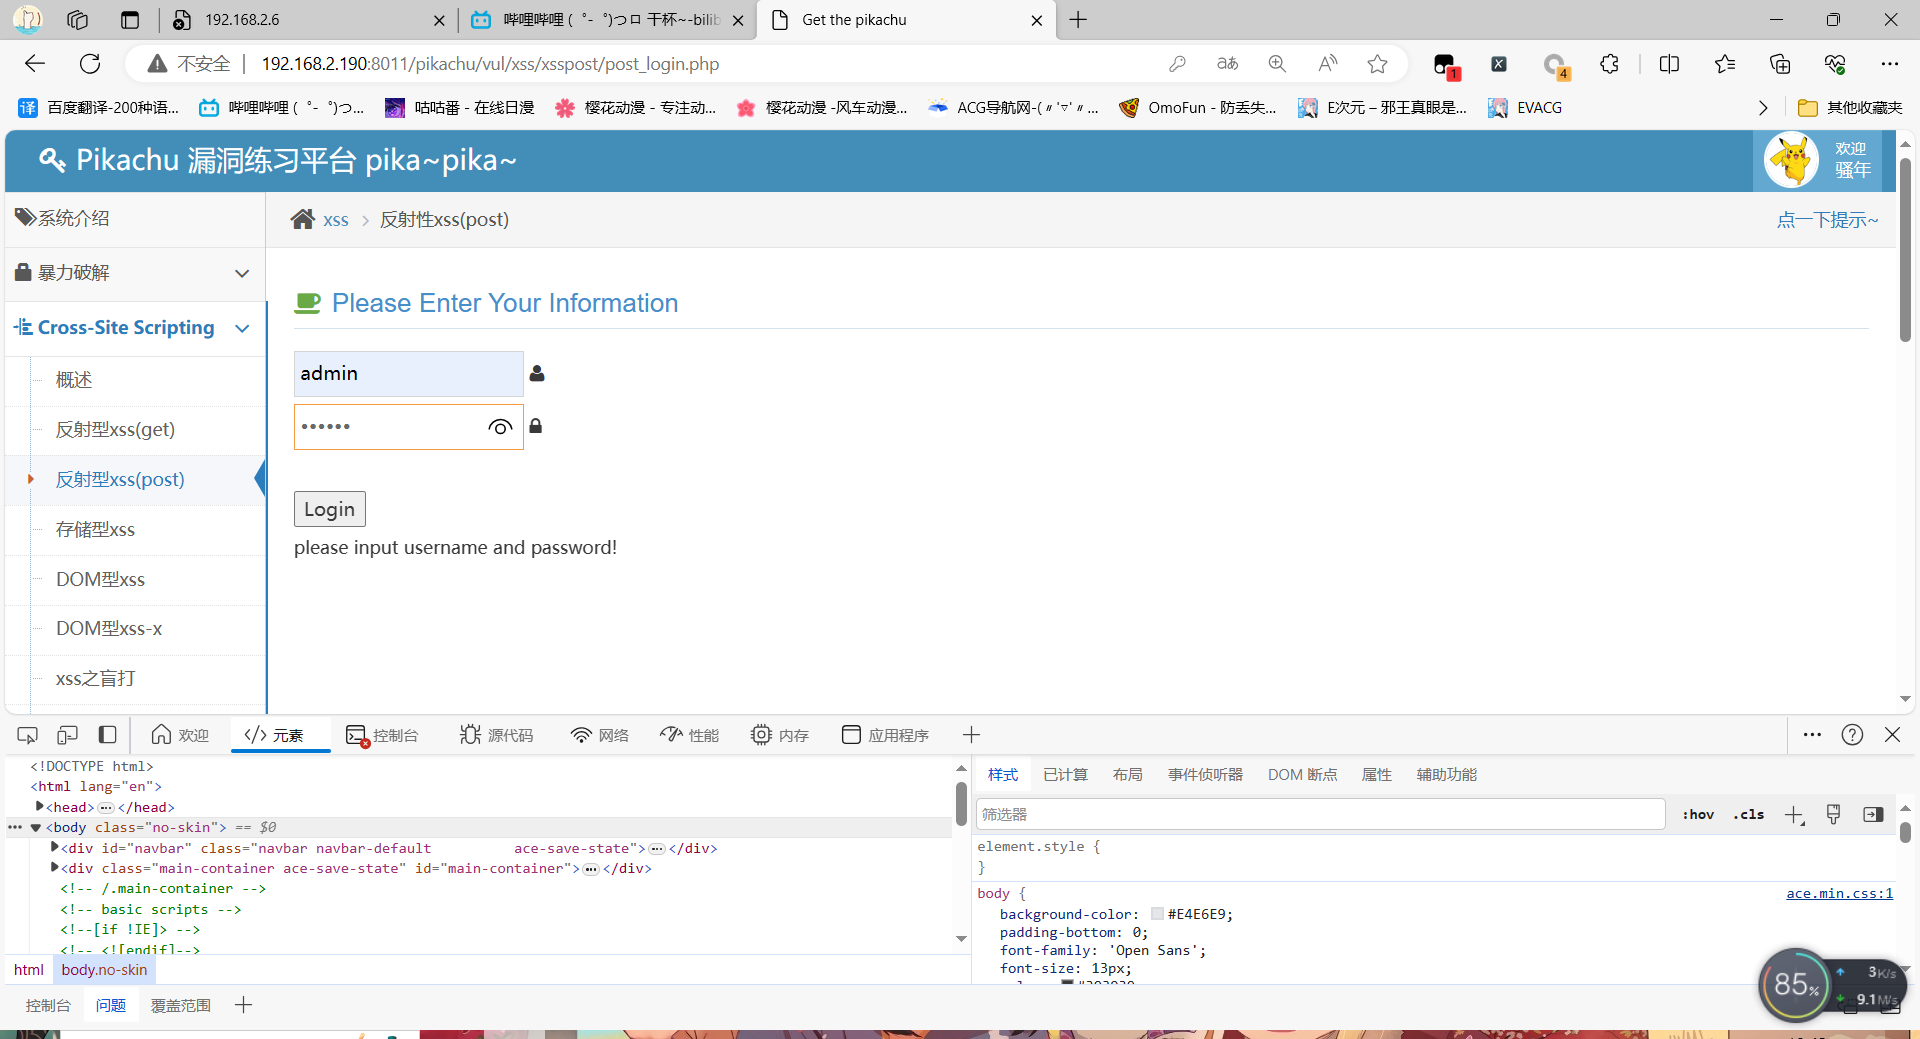 192.168.2.6
哔哩哔哩 (゜-゜)つロ 干杯~-bilib
Get the pikachu
不安全
192.168.2.190:8011/pikachu/vul/xss/xsspost/post_login.php
1
4
百度翻译-200种语...
哔哩哔哩 (゜-゜)つ...
咕咕番 - 在线日漫
樱花动漫 - 专注动...
樱花动漫 -风车动漫...
ACG导航网-(〃'▽'〃...
OmoFun - 防丢失...
E次元 – 邪王真眼是...
EVACG
其他收藏夹
Pikachu 漏洞练习平台 pika~pika~
欢迎
骚年
系统介绍
xss
反射性xss(post)
点一下提示~
暴力破解
Cross-Site Scripting
概述
反射型xss(get)
反射型xss(post)
存储型xss
DOM型xss
DOM型xss-x
xss之盲打
Please Enter Your Information
admin
••••••
Login
please input username and password!
欢迎
元素
控制台
源代码
网络
性能
内存
应用程序
<!DOCTYPE html>
<html lang="en">
<head>…</head>
<body class="no-skin"> == $0
<div id="navbar" class="navbar navbar-default          ace-save-state">…</div>
<div class="main-container ace-save-state" id="main-container">…</div>
<!-- /.main-container -->
<!-- basic scripts -->
<!--[if !IE]> -->
<!-- <![endif]-->
html
body.no-skin
样式
已计算
布局
事件侦听器
DOM 断点
属性
辅助功能
筛选器
:hov
.cls
element.style {
}
body {
ace.min.css:1
background-color: #E4E6E9;
padding-bottom: 0;
font-family: 'Open Sans';
font-size: 13px;
控制台
问题
覆盖范围
85%
3K/s
9.1M/s